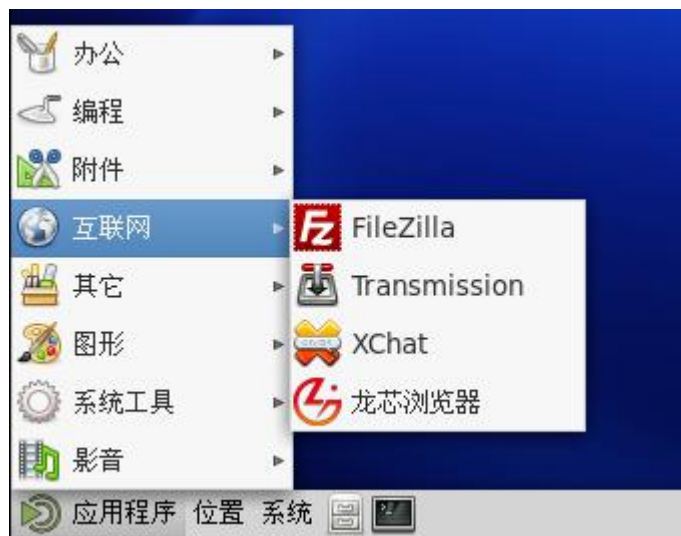 办公
编程
附件
互联网
FileZilla
其它
Transmission
图形
XChat
系统工具
龙芯浏览器
影音
应用程序 位置 系统